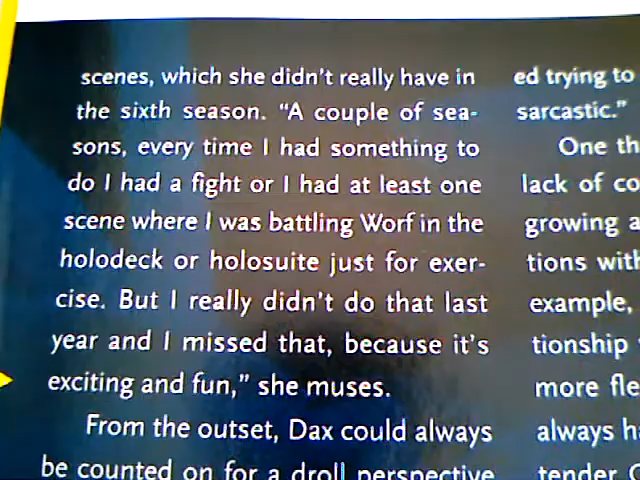 scenes, which she didn't really have in
the sixth season. "A couple of sea-
sons, every time I had something to
do I had a fight or I had at least one
scene where I was battling Worf in the
holodeck or holosuite just for exer-
cise. But I really didn't do that last
year and I missed that, because it's
exciting and fun," she muses.
From the outset, Dax could always
be counted on for a droll perspective
ed trying to
sarcastic."
One th
lack of co
growing a
tions with
example,
tionship
more fle
always ha
tender